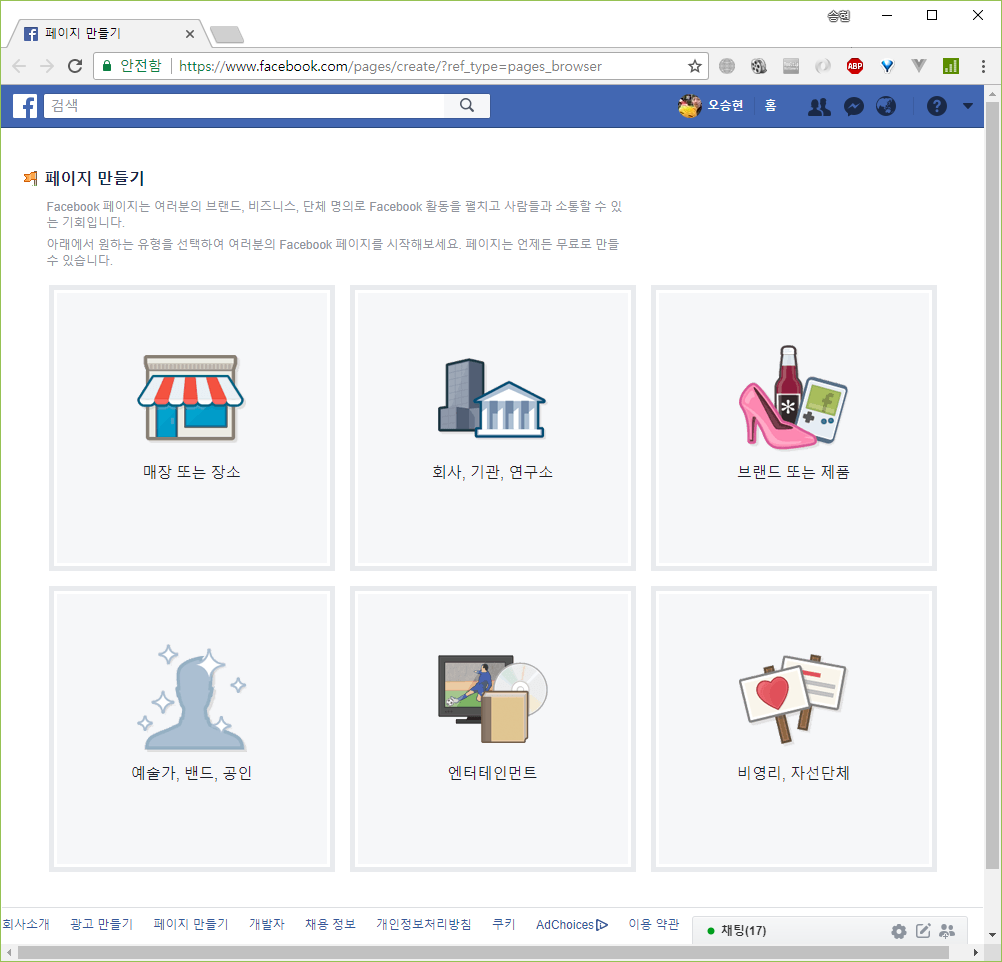 송현
페이지 만들기
안전함 https://www.facebook.com/pages/create/?ref_type=pages_browser
ABP
검색
오승현 홈
페이지 만들기
Facebook 페이지는 여러분의 브랜드, 비즈니스, 단체 명의로 Facebook 활동을 펼치고 사람들과 소통할 수 있
는 기회입니다.
아래에서 원하는 유형을 선택하여 여러분의 Facebook 페이지를 시작해보세요. 페이지는 언제든 무료로 만들
수 있습니다.
매장 또는 장소
회사, 기관, 연구소
브랜드 또는 제품
예술가, 밴드, 공인
엔터테인먼트
비영리, 자선단체
회사소개 광고 만들기 페이지 만들기 개발자 채용 정보 개인정보처리방침 쿠키 AdChoices 이용 약관
채팅(17)